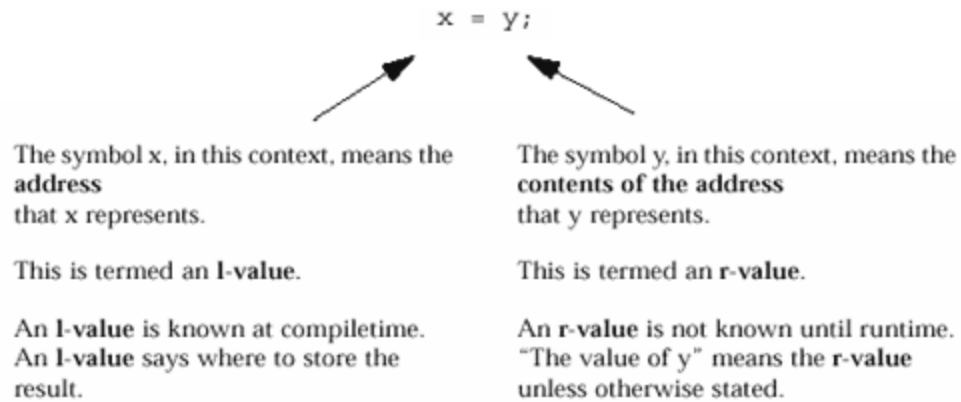 x = y;
The symbol x, in this context, means the
address
that x represents.
This is termed an l-value.
An l-value is known at compiletime.
An l-value says where to store the
result.
The symbol y, in this context, means the
contents of the address
that y represents.
This is termed an r-value.
An r-value is not known until runtime.
“The value of y” means the r-value
unless otherwise stated.